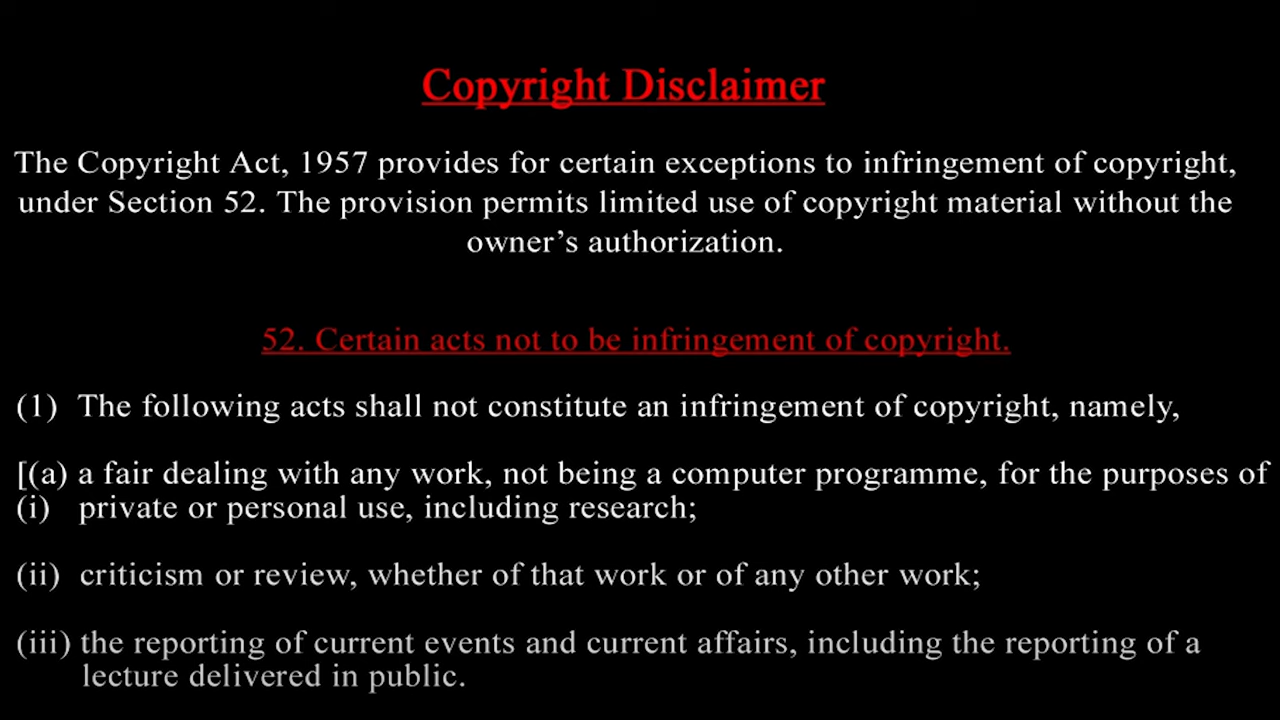 Copyright Disclaimer
The Copyright Act, 1957 provides for certain exceptions to infringement of copyright,
under Section 52. The provision permits limited use of copyright material without the
owner’s authorization.
52. Certain acts not to be infringement of copyright.
(1) The following acts shall not constitute an infringement of copyright, namely,
[(a) a fair dealing with any work, not being a computer programme, for the purposes of
(i) private or personal use, including research;
(ii) criticism or review, whether of that work or of any other work;
(iii) the reporting of current events and current affairs, including the reporting of a
lecture delivered in public.